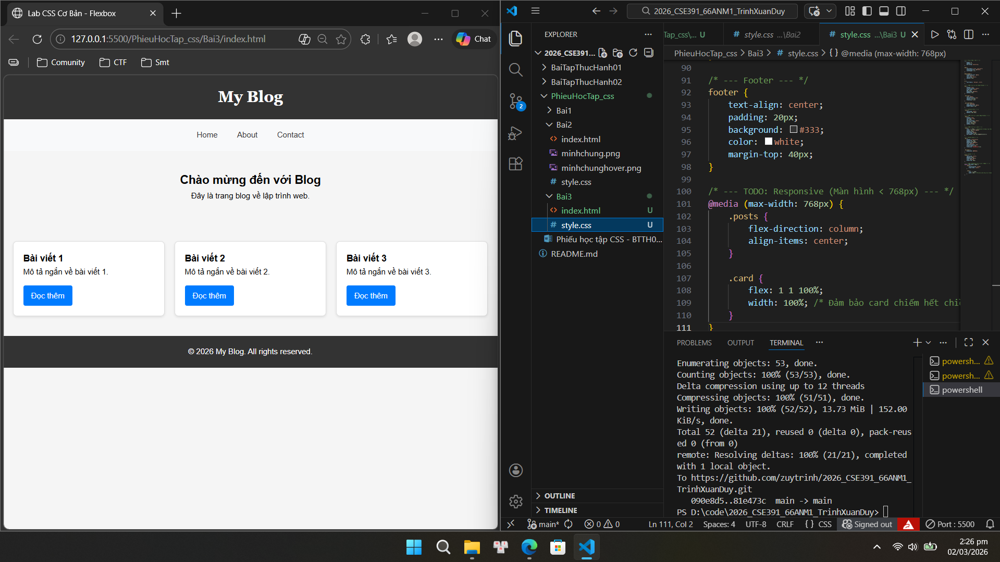 Lab CSS Cơ Bản - Flexbox
127.0.0.1:5500/PhieuHocTap_css/Bai3/index.html
Chat
Comunity
CTF
Smt
My Blog
Home
About
Contact
Chào mừng đến với Blog
Đây là trang blog về lập trình web.
Bài viết 1
Mô tả ngắn về bài viết 1.
Đọc thêm
Bài viết 2
Mô tả ngắn về bài viết 2.
Đọc thêm
Bài viết 3
Mô tả ngắn về bài viết 3.
Đọc thêm
© 2026 My Blog. All rights reserved.
2026_CSE391_66ANM1_TrinhXuanDuy
2
EXPLORER
2026_CSE391...
BaiTapThucHanh01
BaiTapThucHanh02
PhieuHocTap_css
Bai1
Bai2
index.html
minhchung.png
minhchunghover.png
style.css
Bai3
index.html U
style.css U
Phiếu học tập CSS - BTTH0...
README.md
OUTLINE
TIMELINE
Tap_css\... U
# style.css ...\Bai2
# style.css ...\Bai3 U
PhieuHocTap_css > Bai3 > # style.css > { } @media (max-width: 768px)
90
91 /* --- Footer --- */
92 footer {
93 text-align: center;
94 padding: 20px;
95 background: #333;
96 color: white;
97 margin-top: 40px;
98 }
99
100 /* --- TODO: Responsive (Màn hình < 768px) --- */
101 @media (max-width: 768px) {
102 .posts {
103 flex-direction: column;
104 align-items: center;
105 }
106
107 .card {
108 flex: 1 1 100%;
109 width: 100%; /* Đảm bảo card chiếm hết chi
110 }
111 }
PROBLEMS
OUTPUT
TERMINAL
Enumerating objects: 53, done.
Counting objects: 100% (53/53), done.
Delta compression using up to 12 threads
Compressing objects: 100% (51/51), done.
Writing objects: 100% (52/52), 13.73 MiB | 152.00
KiB/s, done.
Total 52 (delta 21), reused 0 (delta 0), pack-reus
ed 0 (from 0)
remote: Resolving deltas: 100% (21/21), completed
with 1 local object.
To https://github.com/zuytrinh/2026_CSE391_66ANM1_
TrinhXuanDuy.git
090e8d5..81e473c main -> main
PS D:\code\2026_CSE391_66ANM1_TrinhXuanDuy>
powersh...
powersh...
powershell
main*
0
0
Ln 111, Col 2
Spaces: 4
UTF-8
CRLF
{ } CSS
Signed out
Port : 5500
2:26 pm
02/03/2026